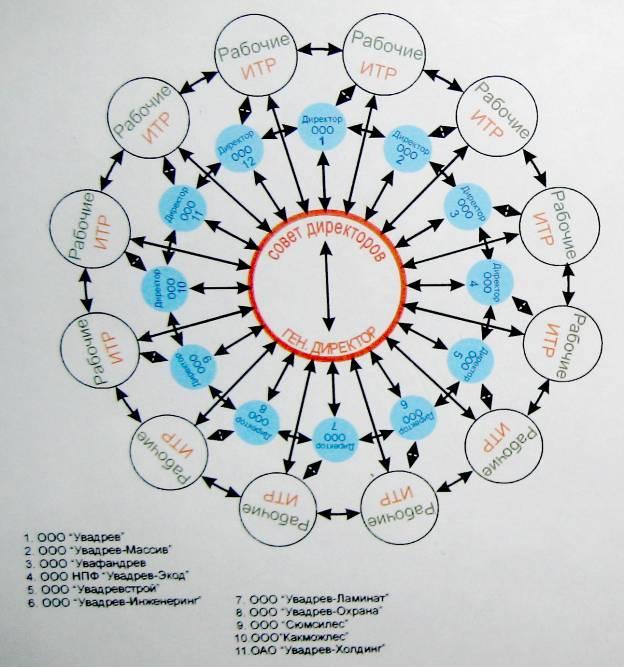 Рабочие
ИТР
Рабочие
ИТР
Рабочие
ИТР
Рабочие
ИТР
Рабочие
ИТР
Рабочие
ИТР
Рабочие
ИТР
Рабочие
ИТР
Рабочие
ИТР
Рабочие
ИТР
Рабочие
ИТР
Рабочие
ИТР
Директор
ООО
1
Директор
ООО
2
Директор
ООО
3
Директор
ООО
4
Директор
ООО
5
Директор
ООО
6
Директор
ООО
7
Директор
ООО
8
Директор
ООО
9
Директор
ООО
10
Директор
ООО
11
Директор
ООО
12
совет директоров
ГЕН. ДИРЕКТОР
1. ООО "Увадрев"
2. ООО "Увадрев-Массив"
3. ООО "Увафандрев
4. ООО НПФ "Увадрев-Экод"
5. ООО "Увадревстрой"
6. ООО "Увадрев-Инженеринг"
7. ООО "Увадрев-Ламинат"
8. ООО "Увадрев-Охрана"
9. ООО "Сюмсилес"
10.ООО"Какможлес"
11.ОАО "Увадрев-Холдинг"